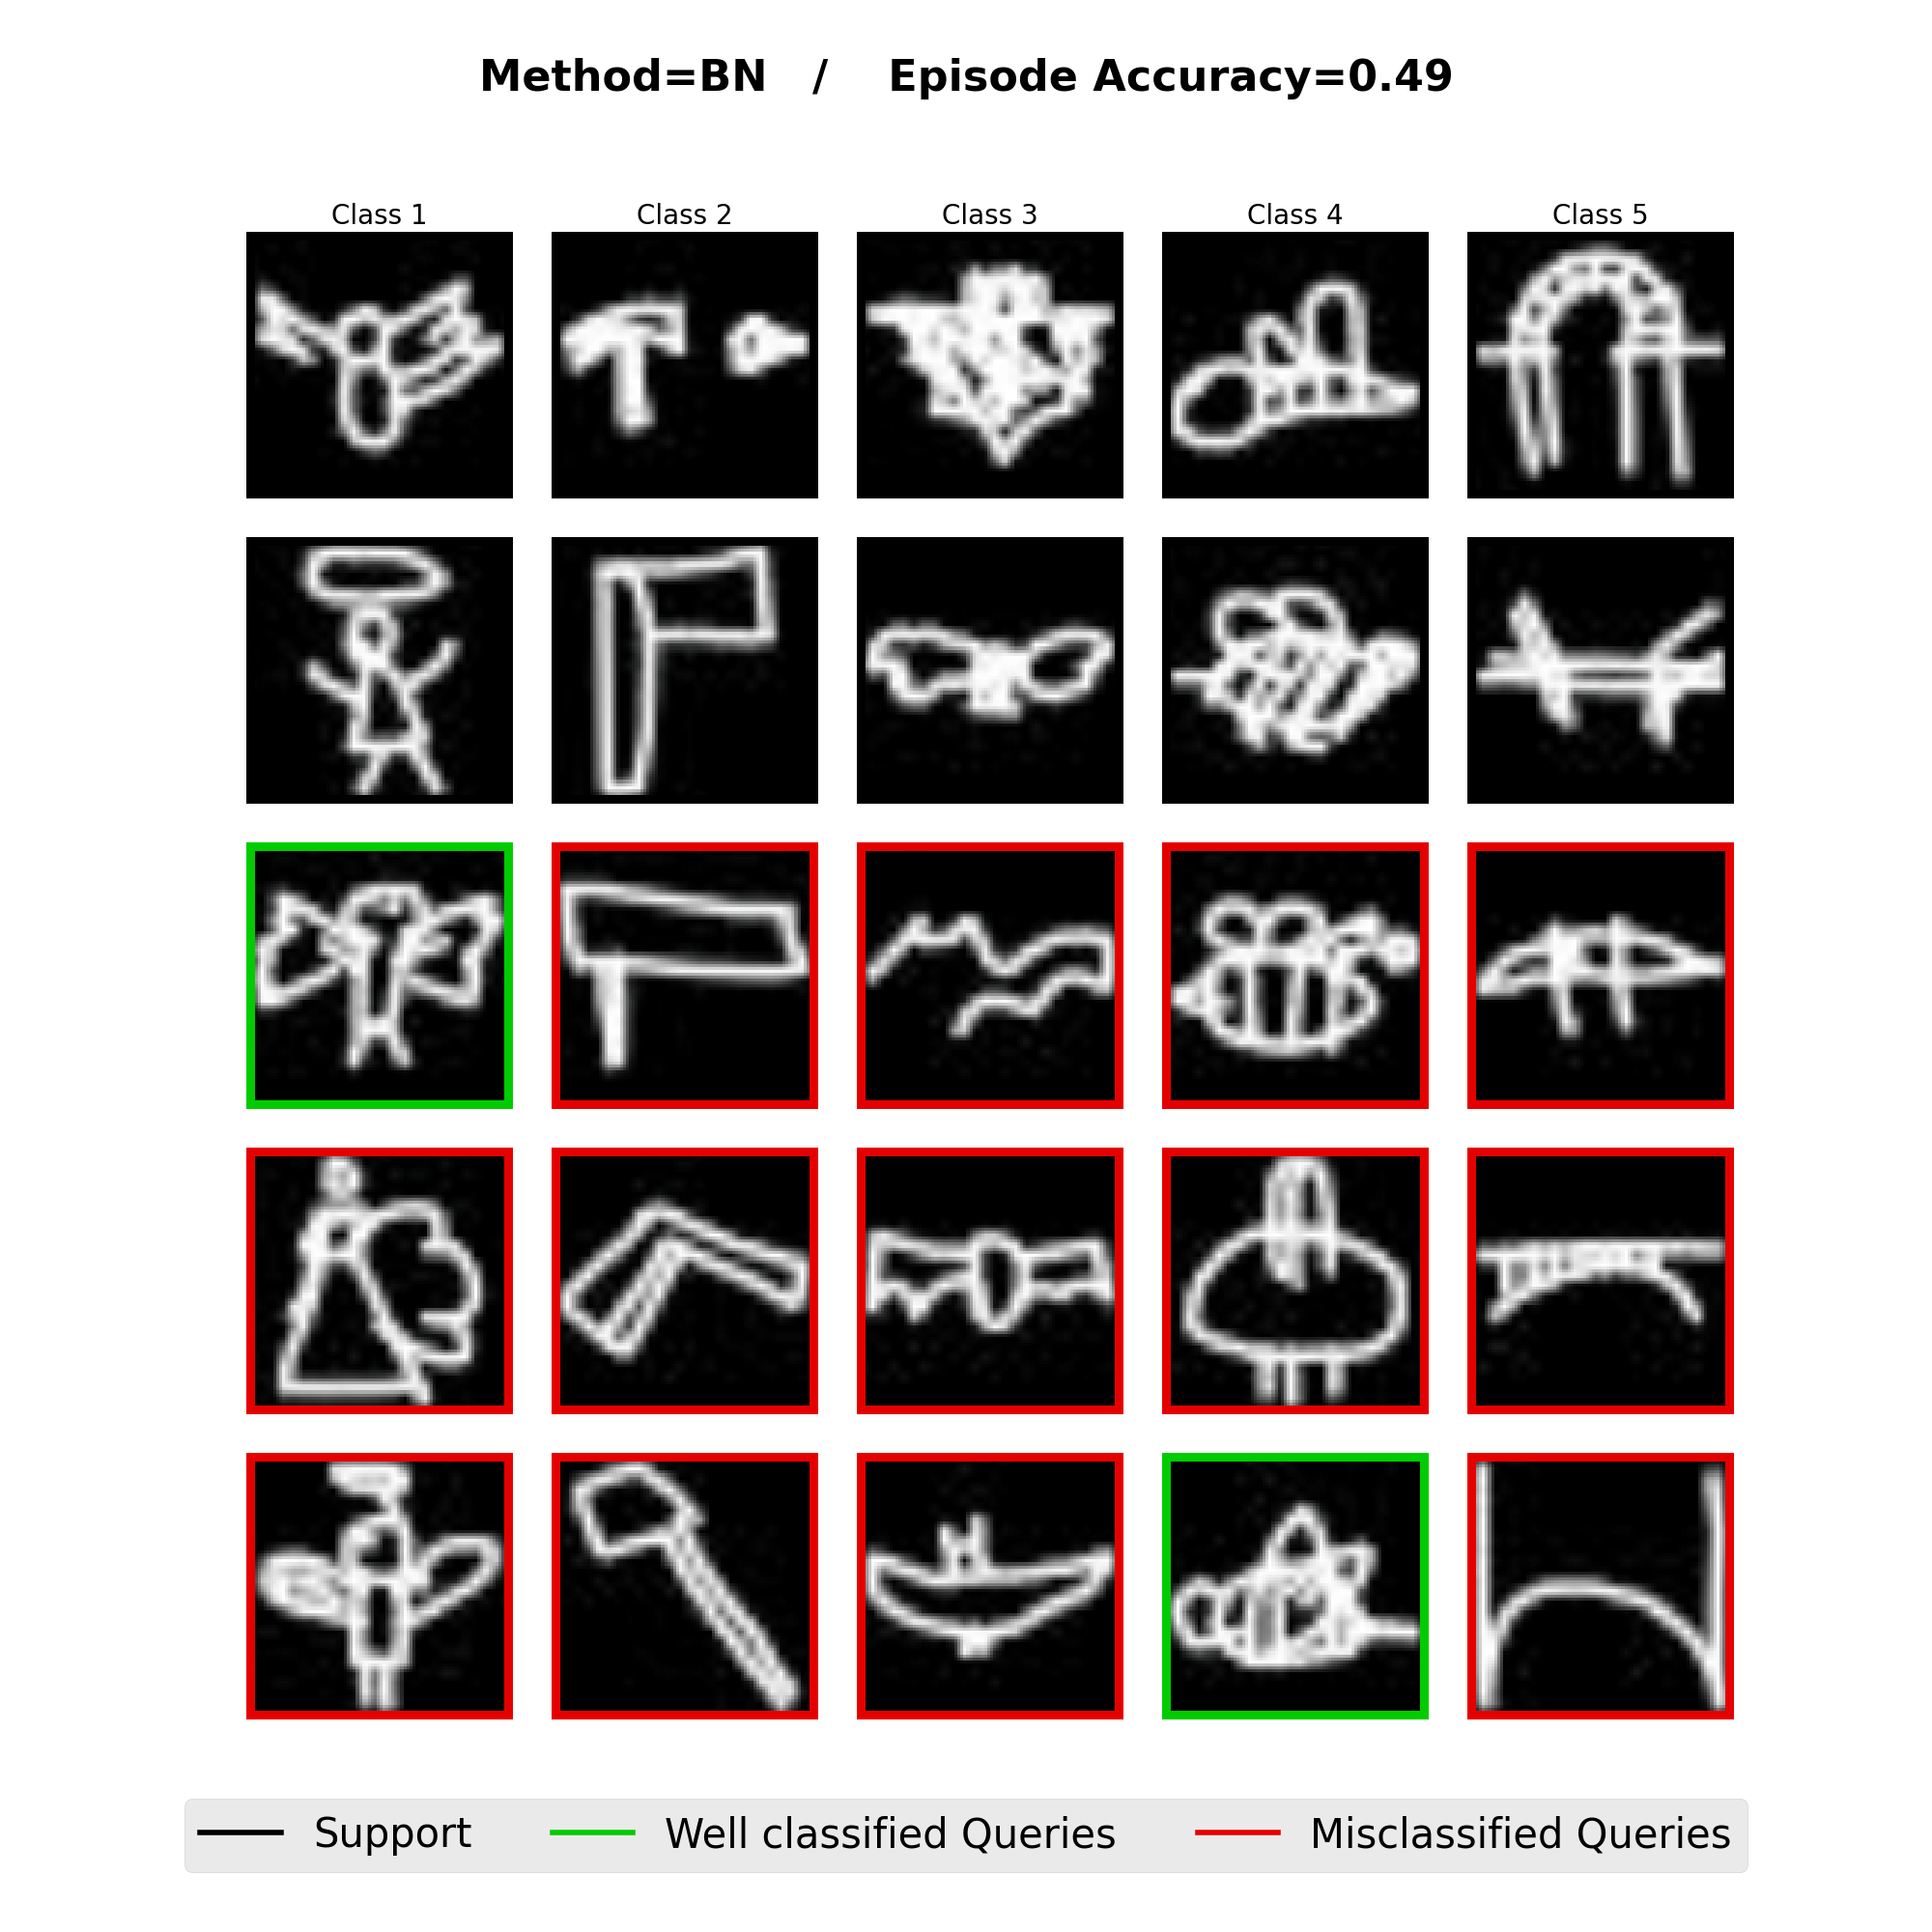 Method=BN / Episode Accuracy=0.49
Class 1 Class 2 Class 3 Class 4 Class 5
Support Well classified Queries Misclassified Queries